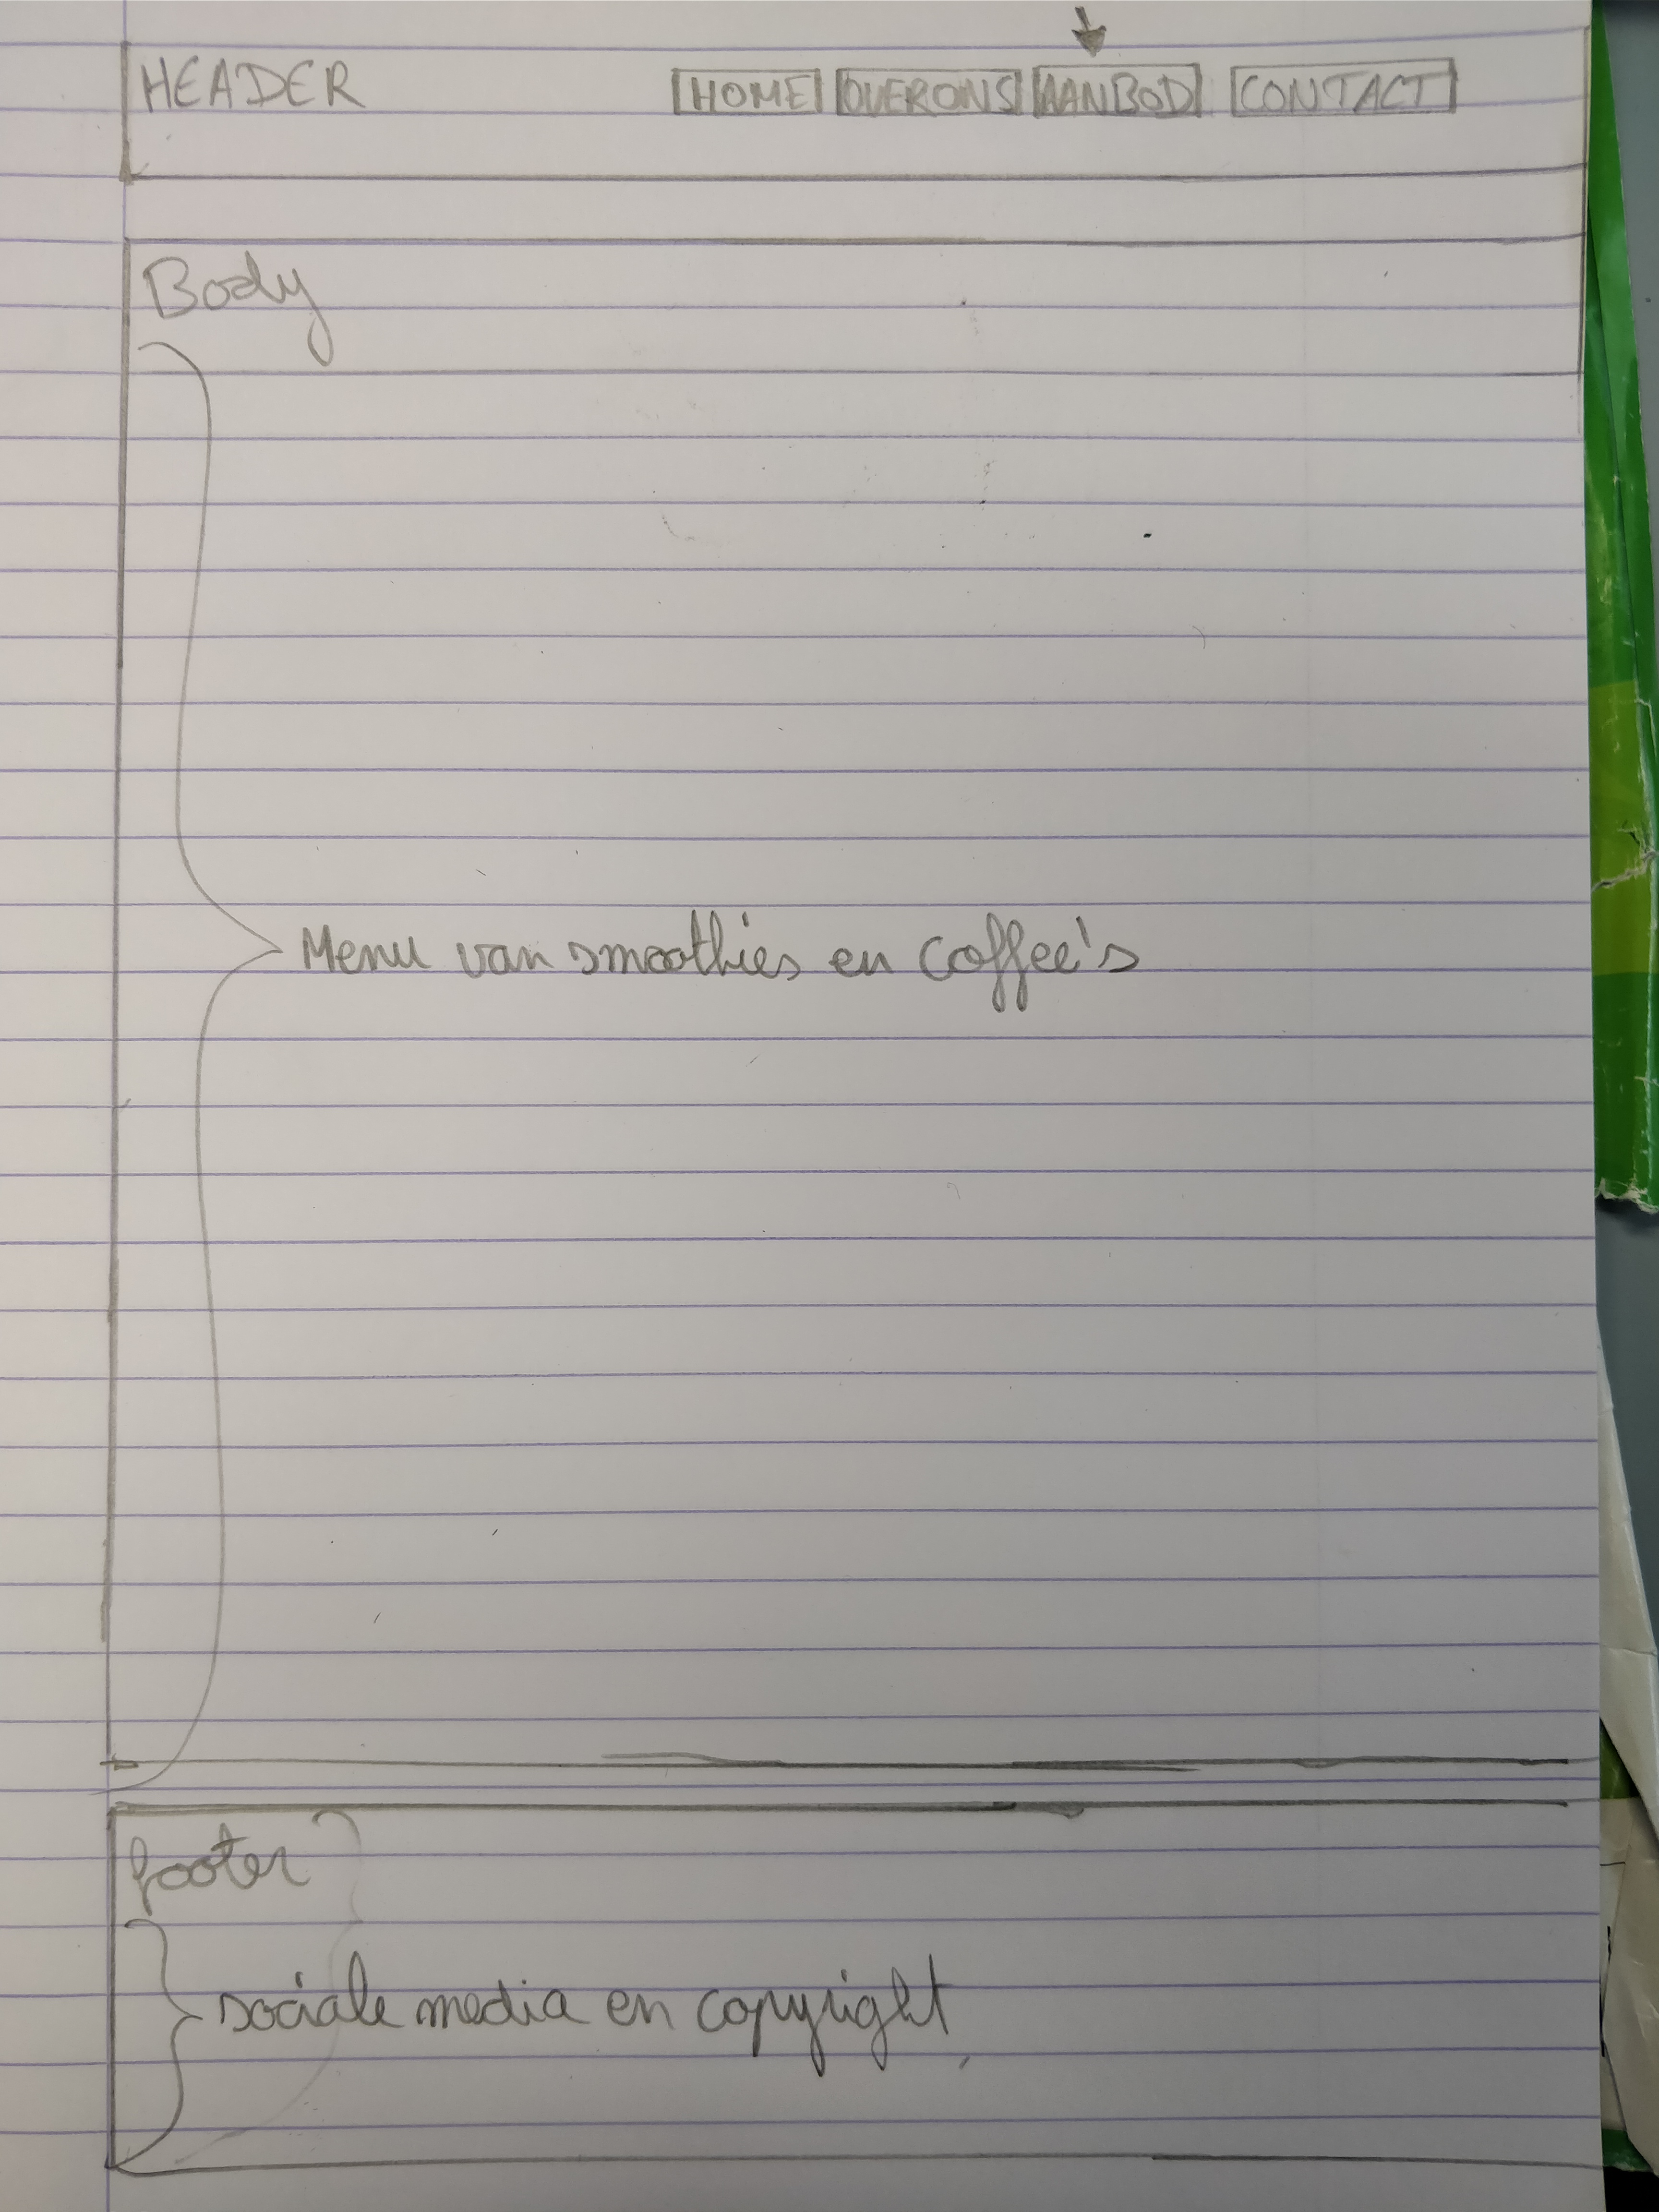 HEADER HOME OVER ONS AANBOD CONTACT
Body
Menu van smoothies en coffee's
footer
sociale media en copyright